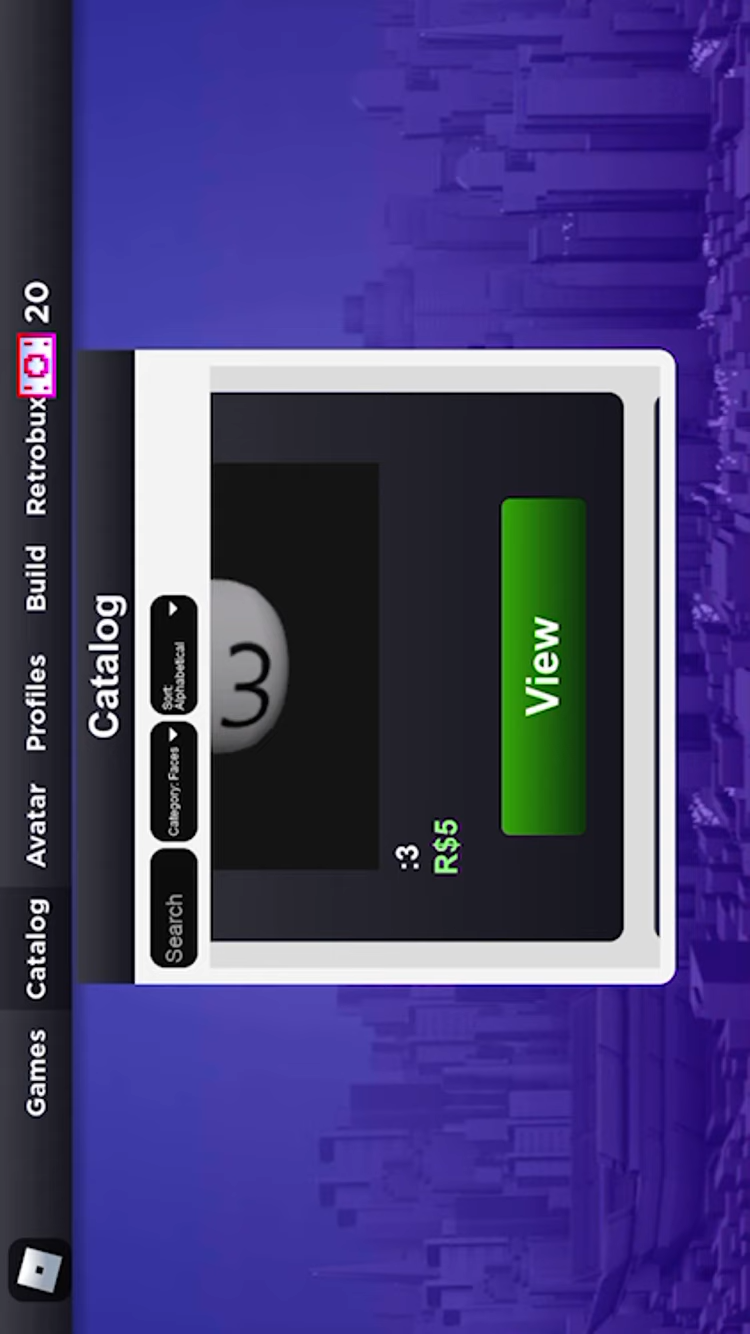 Games Catalog Avatar Profiles Build Retrobux 20
Catalog
Search Category: Faces Sort: Alphabetical
:3
R$5
View